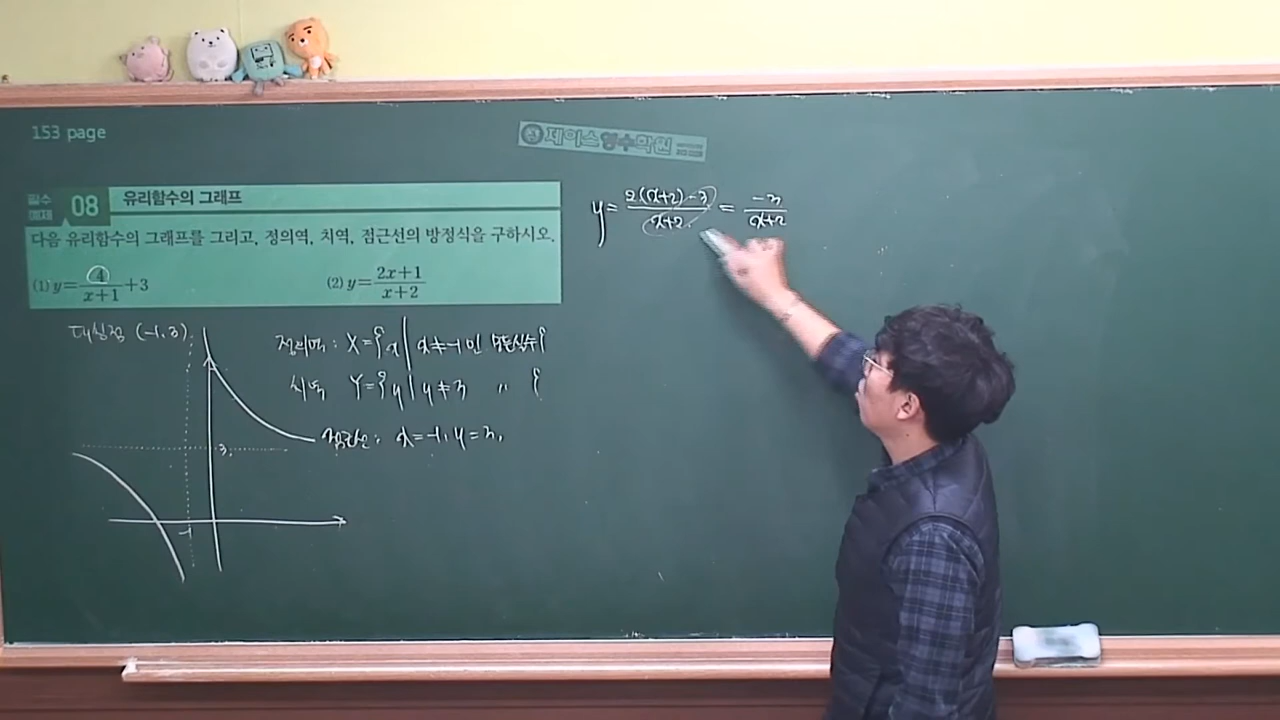 153 page
제이스영수학원
필수 예제 08 유리함수의 그래프
다음 유리함수의 그래프를 그리고, 정의역, 치역, 점근선의 방정식을 구하시오.
(1) y=4/(x+1)+3
(2) y=(2x+1)/(x+2)
대칭점 (-1, 3)
정의역: X={x|x≠-1인 모든실수}
치역 Y={y|y≠3 〃 }
점근선: x=-1, y=3.
3
-1
y=(2(x+2)-3)/(x+2) = -3/(x+2)